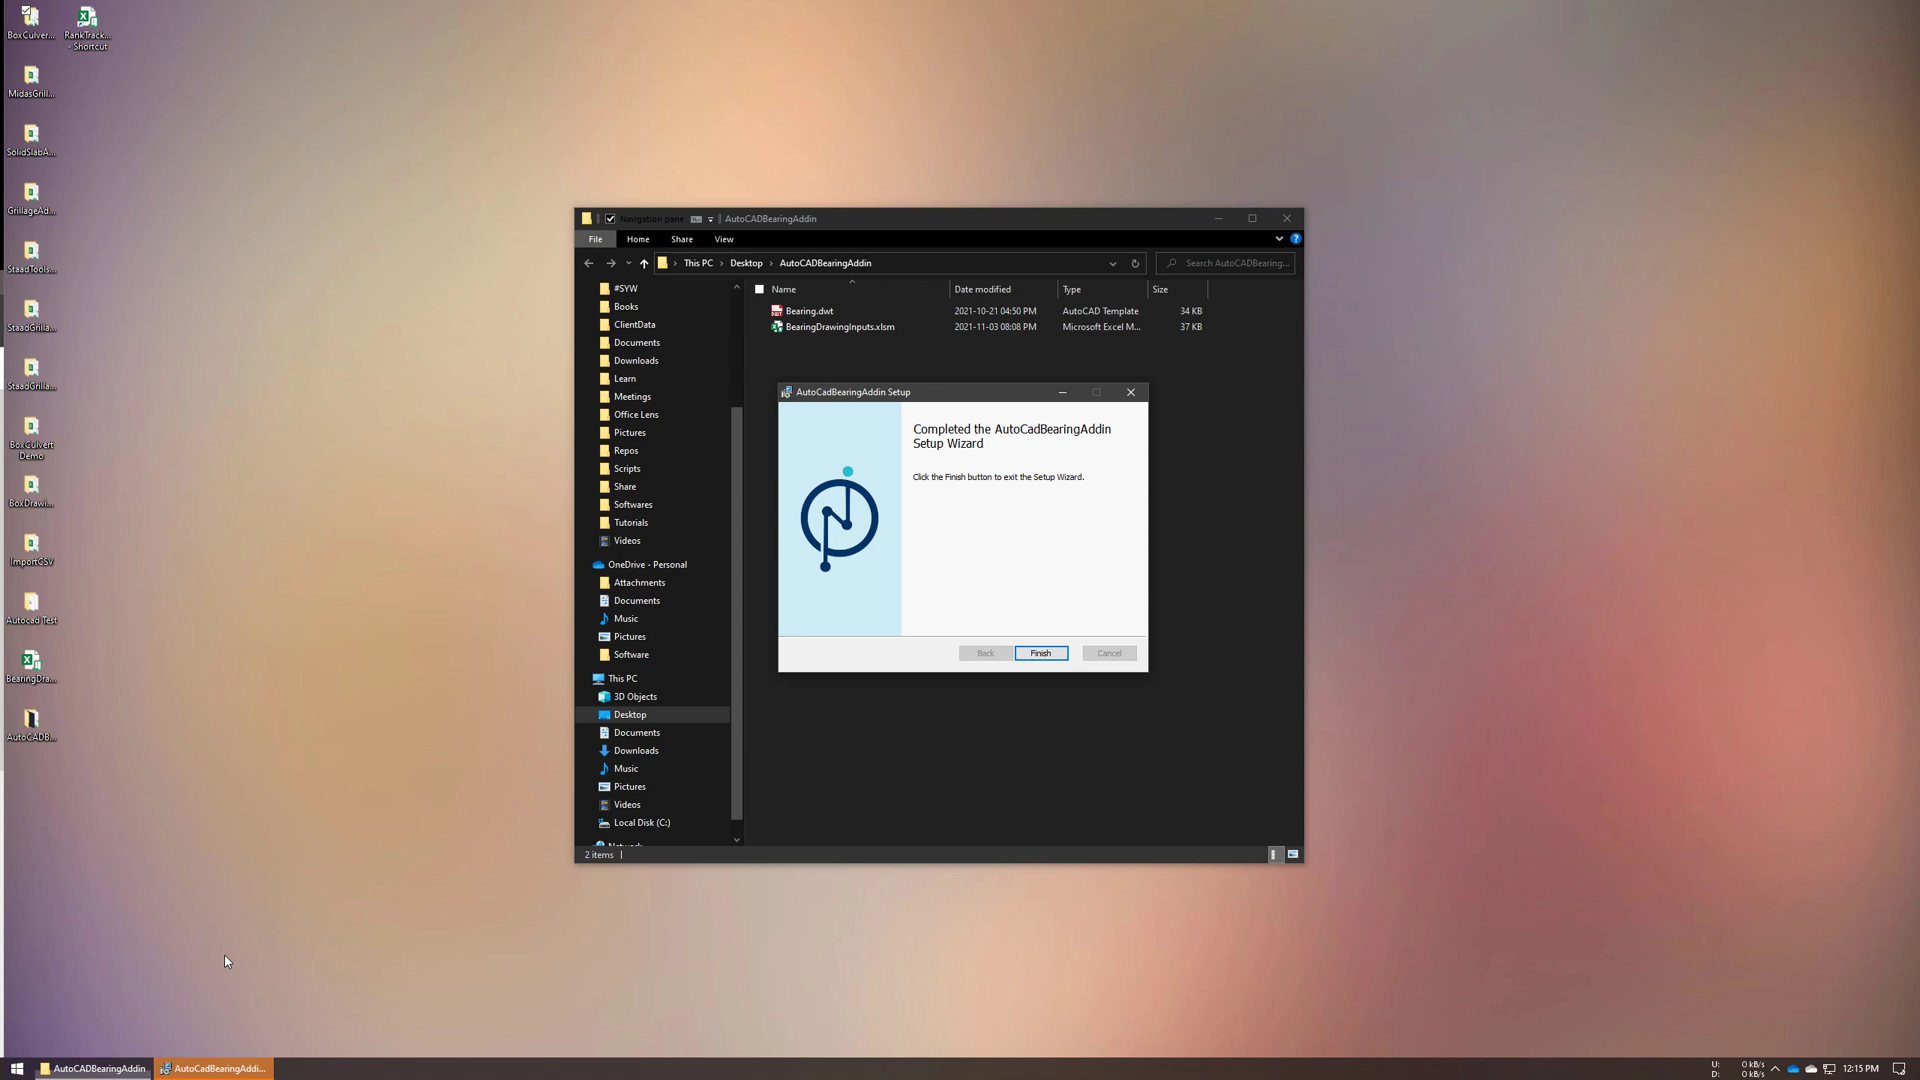 BoxCulver...
RankTrack...
- Shortcut
MidasGrill...
SolidSlabA...
GrillageAd...
StaadTools...
StaadGrilla...
StaadGrilla...
BoxCulvert
Demo
BoxDrawi...
ImportCSV
Autocad Test
BearingDra...
AutoCADB...
Navigation pane
AutoCADBearingAddin
File Home Share View
This PC Desktop AutoCADBearingAddin
Search AutoCADBearing...
#SYW
Books
ClientData
Documents
Downloads
Learn
Meetings
Office Lens
Pictures
Repos
Scripts
Share
Softwares
Tutorials
Videos
OneDrive - Personal
Attachments
Documents
Music
Pictures
Software
This PC
3D Objects
Desktop
Documents
Downloads
Music
Pictures
Videos
Local Disk (C:)
Network
Name Date modified Type Size
Bearing.dwt 2021-10-21 04:50 PM AutoCAD Template 34 KB
BearingDrawingInputs.xlsm 2021-11-03 08:08 PM Microsoft Excel M... 37 KB
2 items
AutoCadBearingAddin Setup
Completed the AutoCadBearingAddin
Setup Wizard
Click the Finish button to exit the Setup Wizard.
Back Finish Cancel
AutoCADBearingAddin
AutoCadBearingAddi...
U: 0 kB/s
D: 0 kB/s
12:15 PM